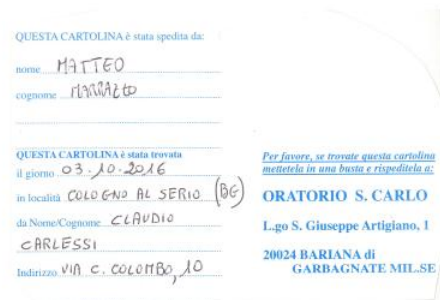 QUESTA CARTOLINA è stata spedita da:
nome MATTEO
cognome MARRAZZO
QUESTA CARTOLINA è stata trovata
il giorno 03.10.2016
in località COLOGNO AL SERIO (BG)
da Nome/Cognome CLAUDIO
CARLESSI
Indirizzo VIA C. COLOMBO, 10
Per favore, se trovate questa cartolina
mettetela in una busta e rispeditela a:
ORATORIO S. CARLO
L.go S. Giuseppe Artigiano, 1
20024 BARIANA di
GARBAGNATE MIL.SE